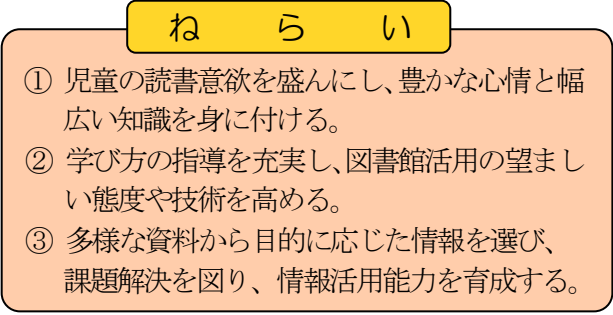 ねらい
① 児童の読書意欲を盛んにし、豊かな心情と幅
広い知識を身に付ける。
② 学び方の指導を充実し、図書館活用の望まし
い態度や技術を高める。
③ 多様な資料から目的に応じた情報を選び、
課題解決を図り、情報活用能力を育成する。